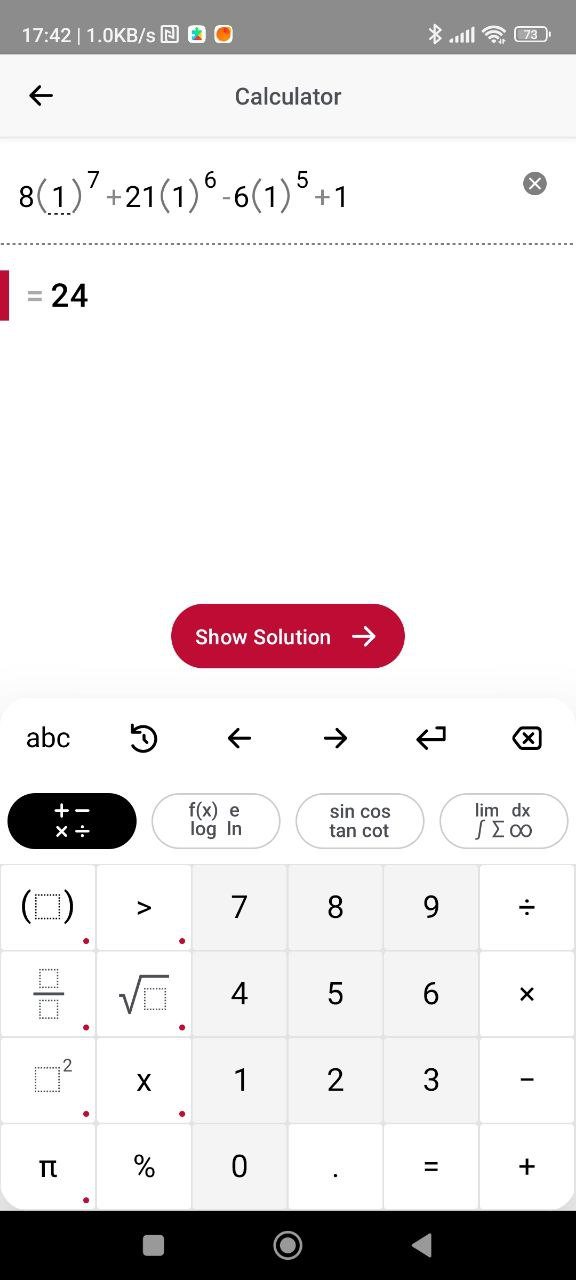 17:42 | 1.0KB/s 73
Calculator
8(1)⁷+21(1)⁶-6(1)⁵+1
= 24
Show Solution →
abc
+ − f(x) e sin cos lim dx
× ÷ log ln tan cot ∫ Σ ∞
(□) > 7 8 9 ÷
√□ 4 5 6 ×
□² x 1 2 3 −
π % 0 . = +